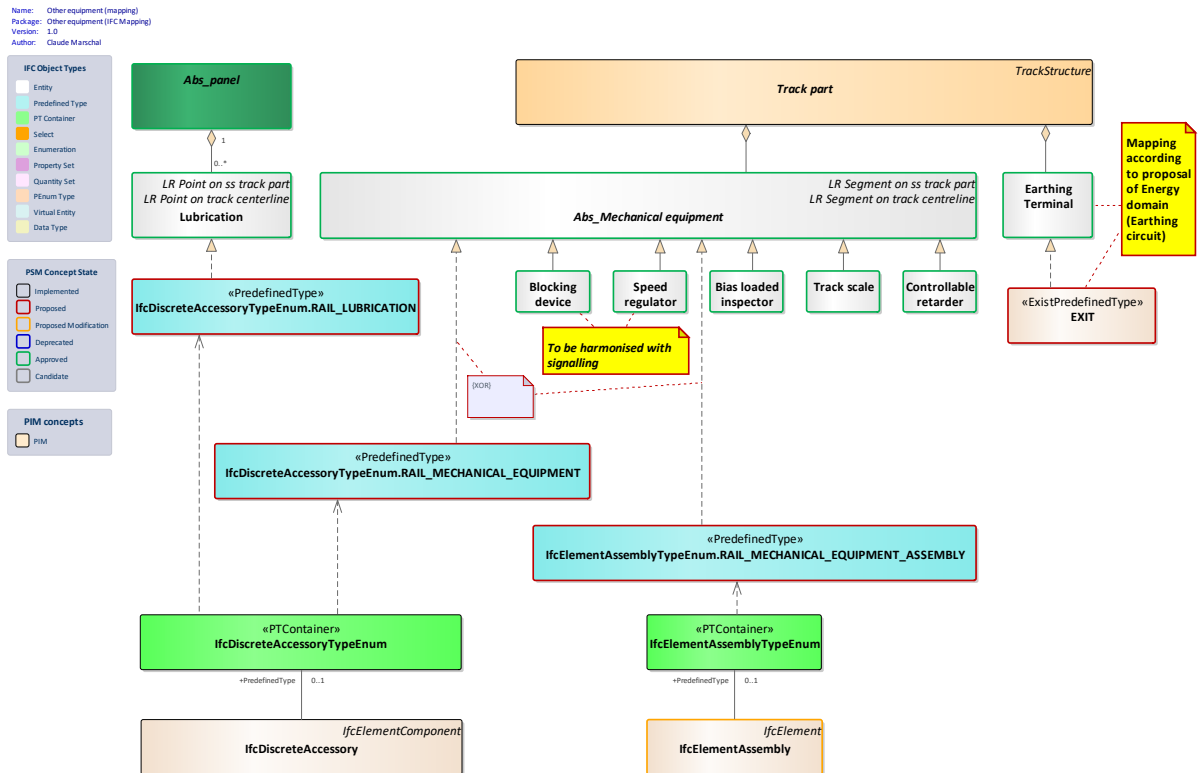 Name: Other equipment (mapping)
Package: Other equipment (IFC Mapping)
Version: 1.0
Author: Claude Marschal
IFC Object Types
Entity
Predefined Type
PT Container
Select
Enumeration
Property Set
Quantity Set
PEnum Type
Virtual Entity
Data Type
PSM Concept State
Implemented
Proposed
Proposed Modification
Deprecated
Approved
Candidate
PIM concepts
PIM
Abs_panel
1
0..*
LR Point on ss track part
LR Point on track centerline
Lubrication
TrackStructure
Track part
LR Segment on ss track part
LR Segment on track centreline
Abs_Mechanical equipment
Earthing
Terminal
Mapping
according
to proposal
of Energy
domain
(Earthing
circuit)
Blocking
device
Speed
regulator
Bias loaded
inspector
Track scale
Controllable
retarder
«ExistPredefinedType»
EXIT
«PredefinedType»
IfcDiscreteAccessoryTypeEnum.RAIL_LUBRICATION
To be harmonised with
signalling
{XOR}
«PredefinedType»
IfcDiscreteAccessoryTypeEnum.RAIL_MECHANICAL_EQUIPMENT
«PredefinedType»
IfcElementAssemblyTypeEnum.RAIL_MECHANICAL_EQUIPMENT_ASSEMBLY
«PTContainer»
IfcDiscreteAccessoryTypeEnum
«PTContainer»
IfcElementAssemblyTypeEnum
+PredefinedType 0..1
+PredefinedType 0..1
IfcElementComponent
IfcDiscreteAccessory
IfcElement
IfcElementAssembly